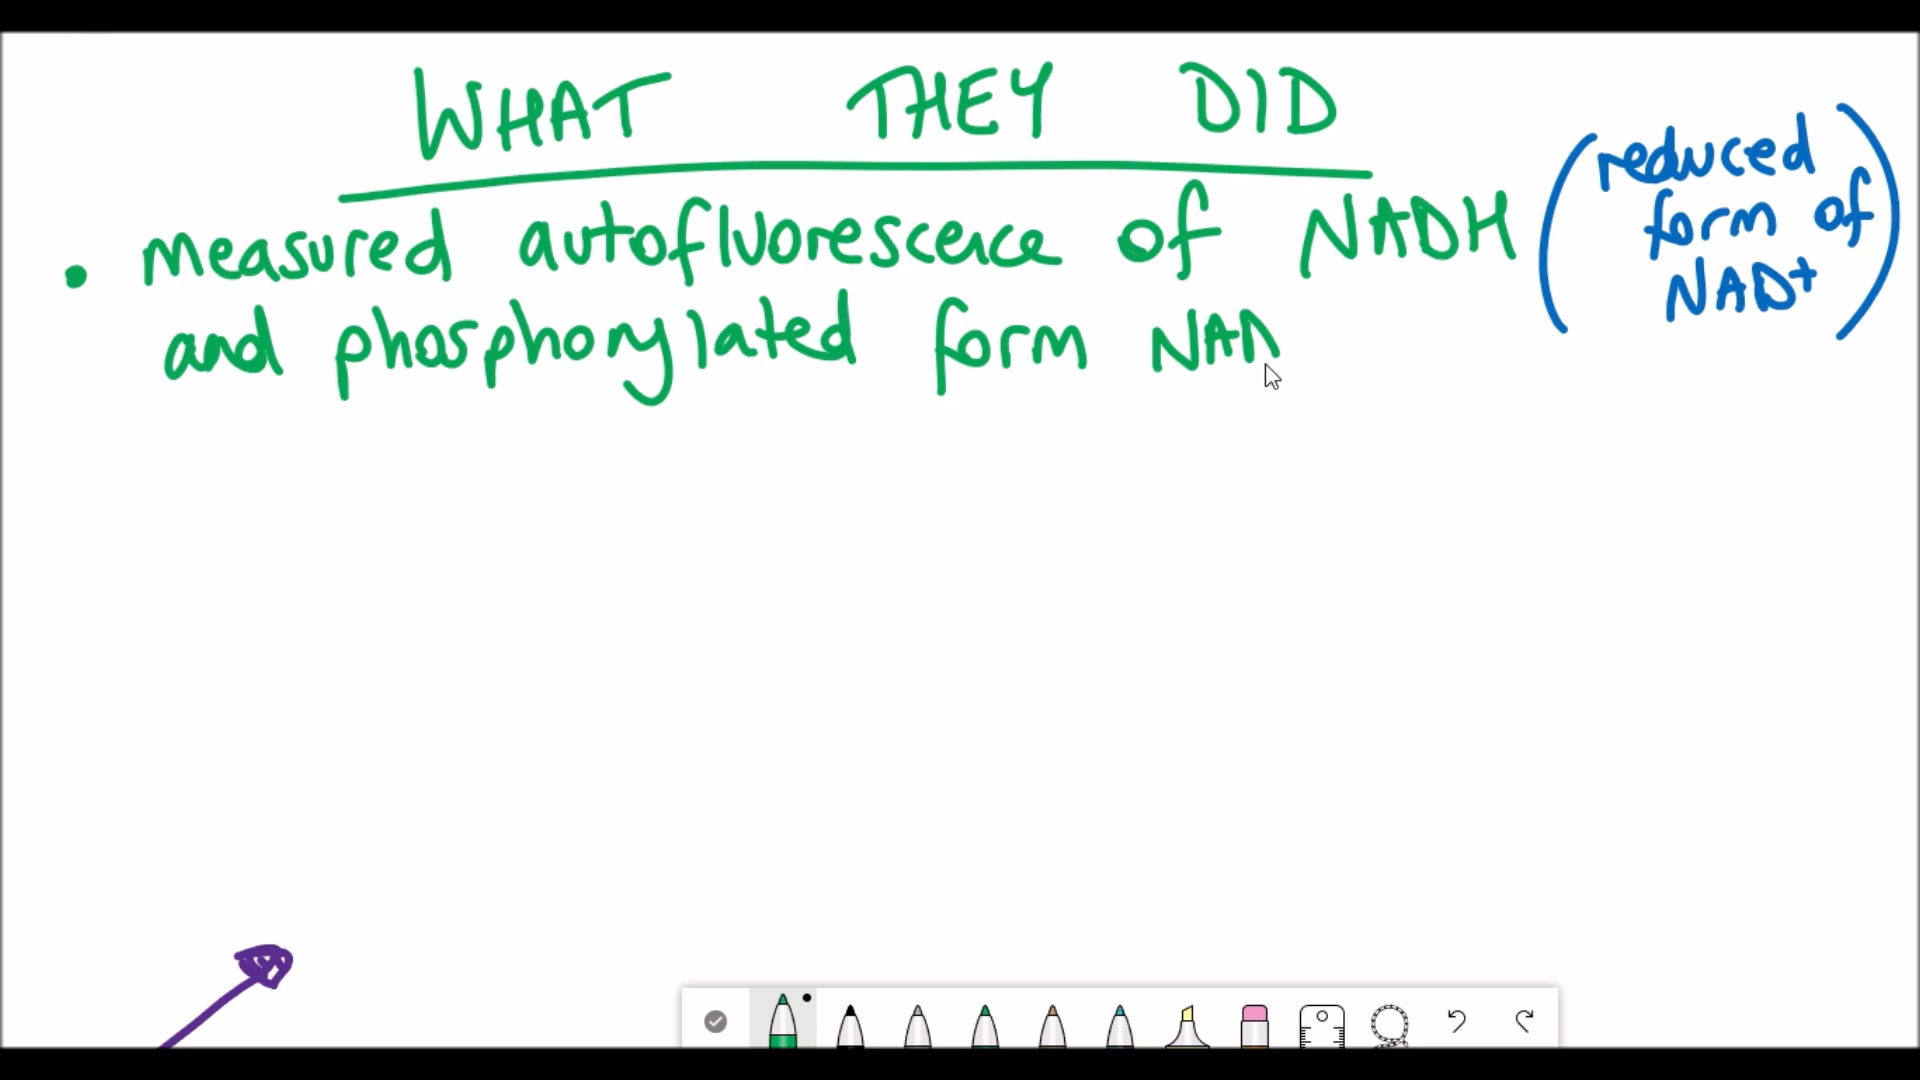 WHAT THEY DID
• measured autofluorescence of NADH
(reduced
form of
NAD+)
and phosphorylated form NAD